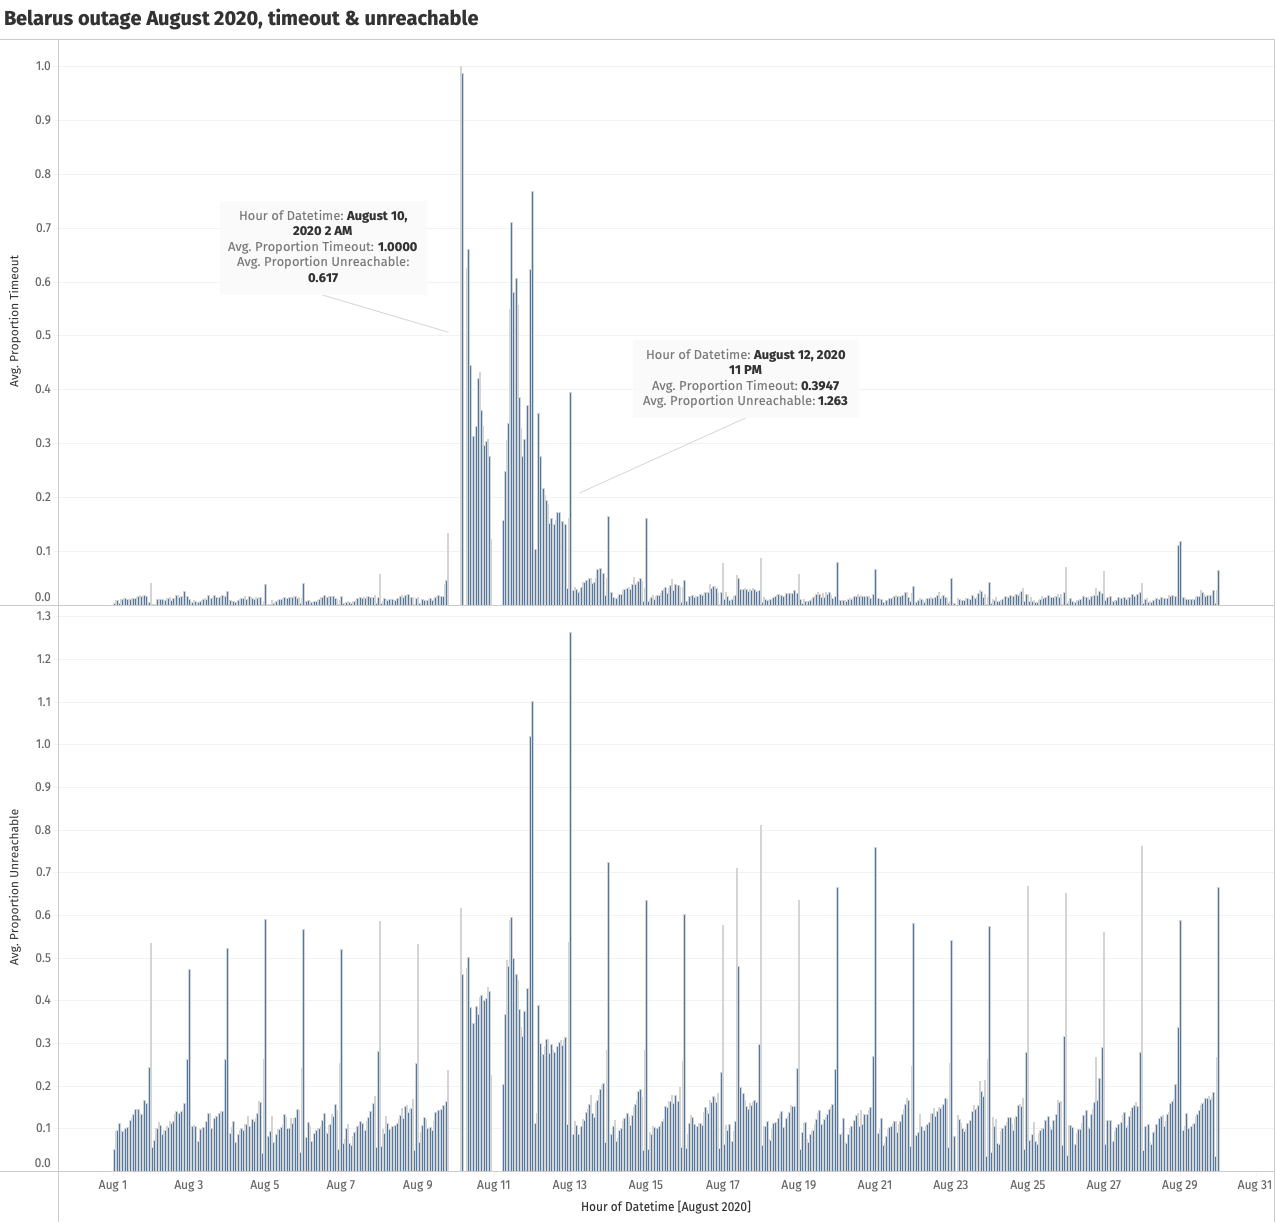 Belarus outage August 2020, timeout & unreachable
1.0
0.9
0.8
0.7
0.6
0.5
0.4
0.3
0.2
0.1
0.0
Avg. Proportion Timeout
Hour of Datetime: August 10,
2020 2 AM
Avg. Proportion Timeout: 1.0000
Avg. Proportion Unreachable:
0.617
Hour of Datetime: August 12, 2020
11 PM
Avg. Proportion Timeout: 0.3947
Avg. Proportion Unreachable: 1.263
1.3
1.2
1.1
1.0
0.9
0.8
0.7
0.6
0.5
0.4
0.3
0.2
0.1
0.0
Avg. Proportion Unreachable
Aug 1 Aug 3 Aug 5 Aug 7 Aug 9 Aug 11 Aug 13 Aug 15 Aug 17 Aug 19 Aug 21 Aug 23 Aug 25 Aug 27 Aug 29 Aug 31
Hour of Datetime [August 2020]